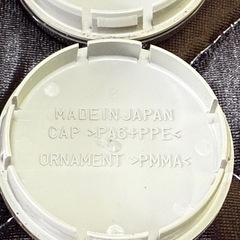 MADE IN JAPAN
CAP >PA6+PPE<
ORNAMENT >PMMA<